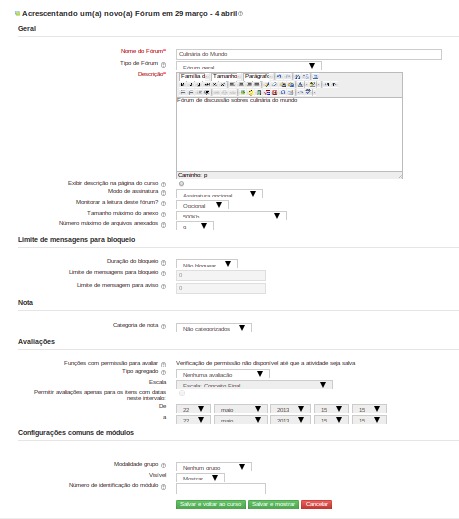 Acrescentando um(a) novo(a) Fórum em 29 março - 4 abril
Geral
Nome do Fórum* Culinária do Mundo
Tipo de Fórum Fórum geral
Descrição* Família d Tamanho Parágrafo
Fórum de discussão sobres culinária do mundo
Caminho: p
Exibir descrição na página do curso
Modo de assinatura Assinatura opcional
Monitorar a leitura deste fórum? Opcional
Tamanho máximo do anexo 500Kb
Número máximo de arquivos anexados 9
Limite de mensagens para bloqueio
Duração do bloqueio Não bloquear
Limite de mensagens para bloqueio 0
Limite de mensagem para aviso 0
Nota
Categoria de nota Não categorizados
Avaliações
Funções com permissão para avaliar Verificação de permissão não disponível até que a atividade seja salva
Tipo agregado Nenhuma avaliação
Escala Escala: Conceito Final
Permitir avaliações apenas para os itens com datas
neste intervalo:
De 22 maio 2013 15 15
a 22 maio 2013 15 15
Configurações comuns de módulos
Modalidade grupo Nenhum grupo
Visível Mostrar
Número de identificação do módulo
Salvar e voltar ao curso Salvar e mostrar Cancelar